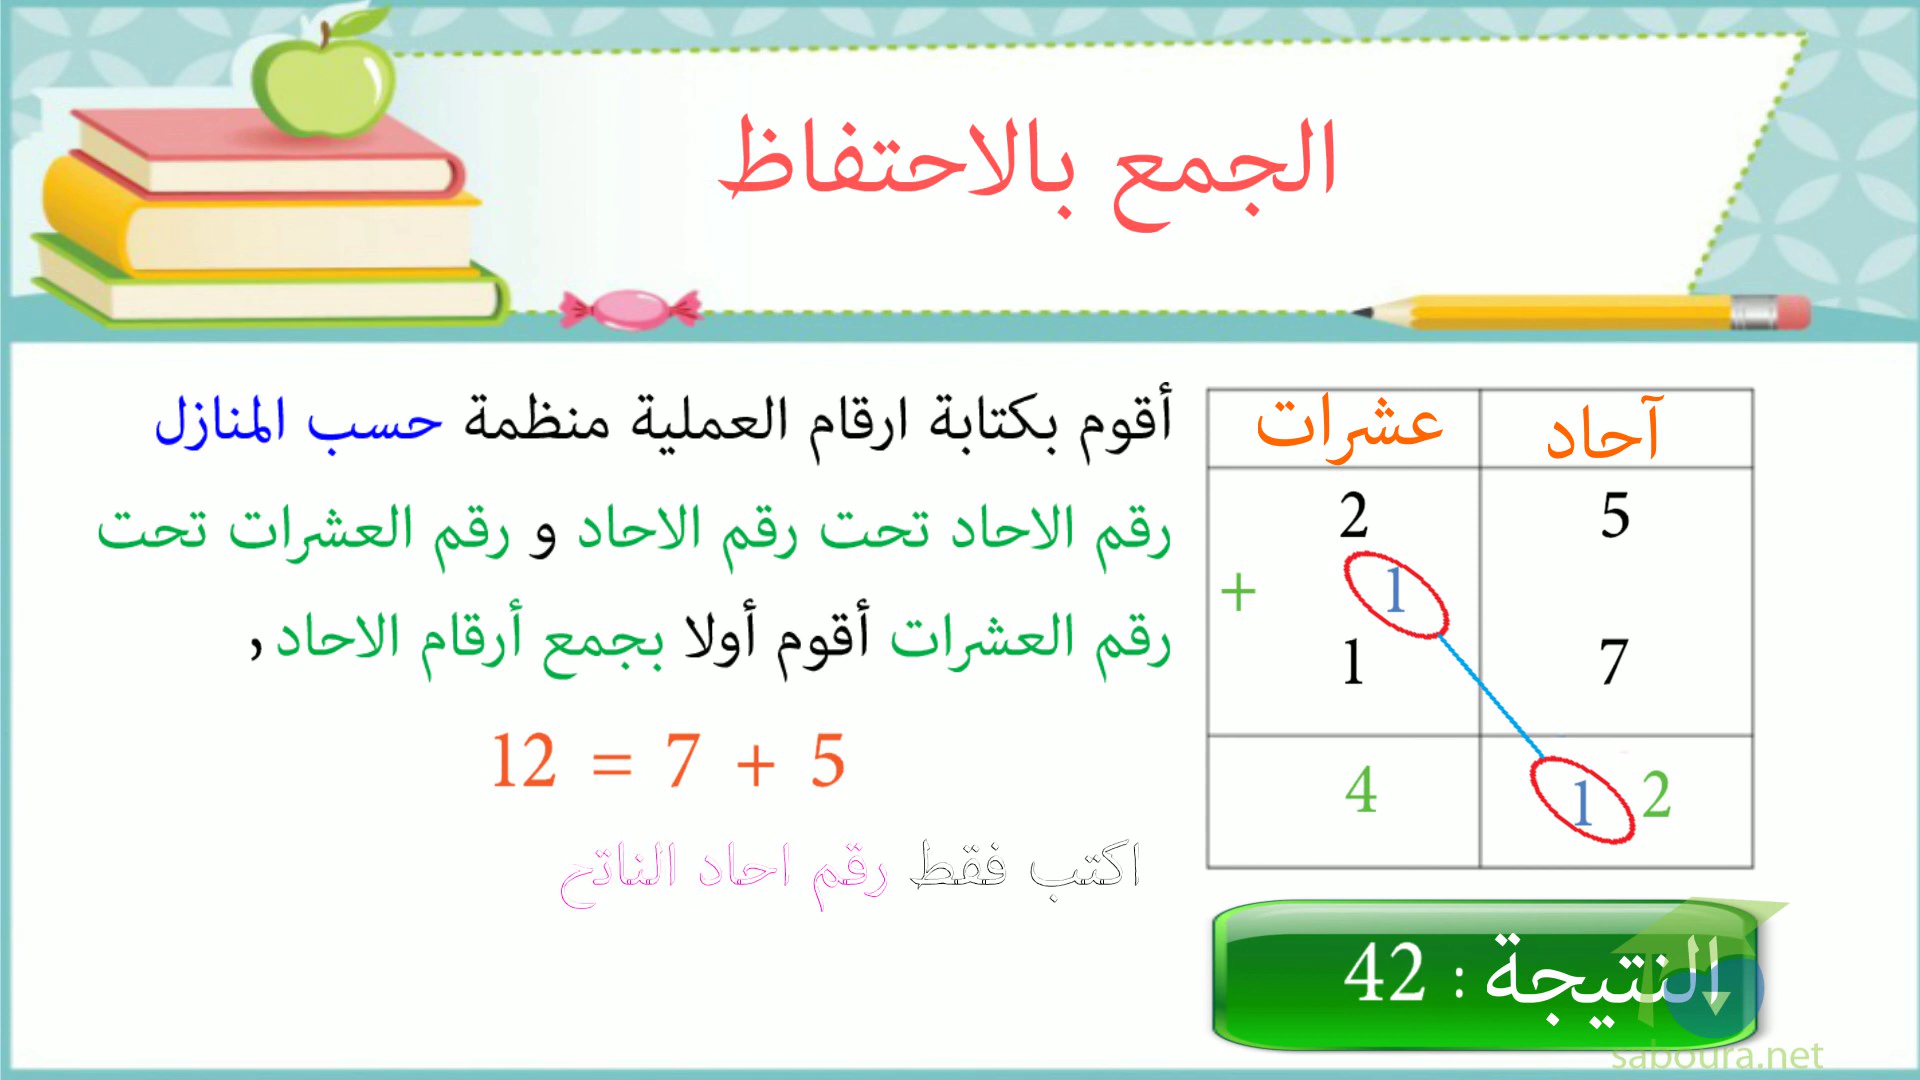 الجمع بالاحتفاظ
أقوم بكتابة ارقام العملية منظمة حسب المنازل
رقم الاحاد تحت رقم الاحاد و رقم العشرات تحت
رقم العشرات أقوم أولا بجمع أرقام الاحاد ,
5 + 7 = 12
اكتب فقط رقم احاد الناتج
آحاد عشرات
5 2
1
+
7 1
2 1 4
النتيجة : 42
saboura.net